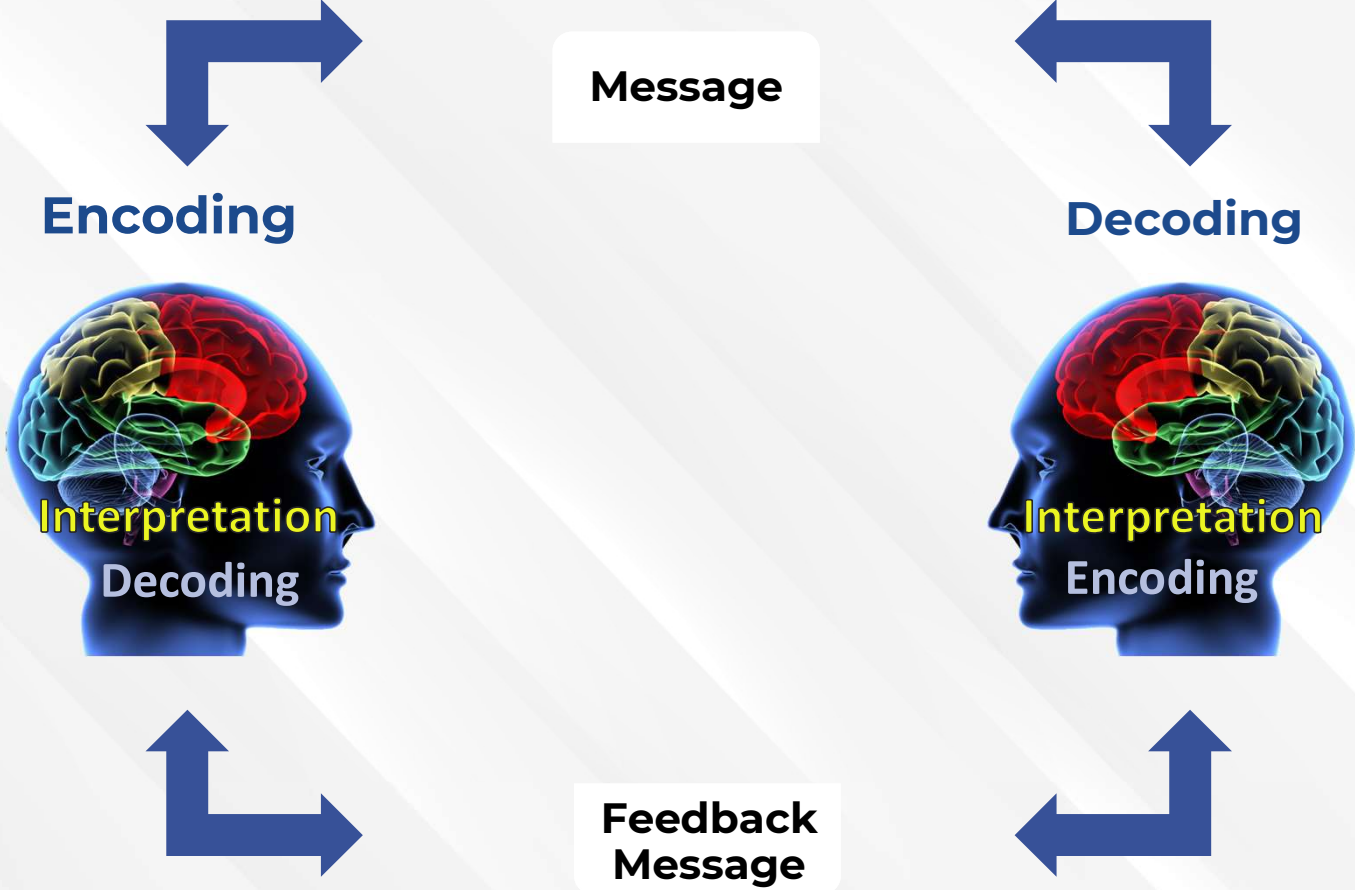 Message
Encoding
Decoding
Interpretation
Decoding
Interpretation
Encoding
Feedback
Message